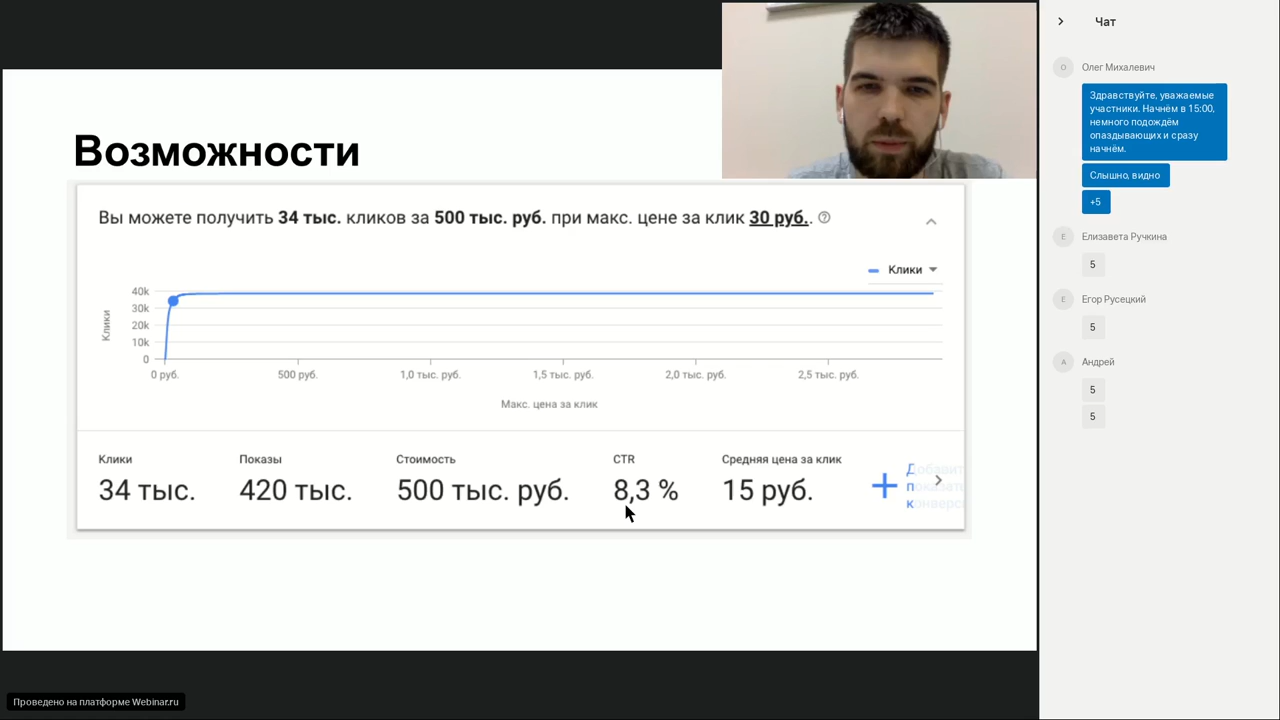 Возможности
Вы можете получить 34 тыс. кликов за 500 тыс. руб. при макс. цене за клик 30 руб..
Клики
40k
30k
20k
10k
0
Клики
0 руб.
500 руб.
1,0 тыс. руб.
1,5 тыс. руб.
2,0 тыс. руб.
2,5 тыс. руб.
Макс. цена за клик
Клики
Показы
Стоимость
CTR
Средняя цена за клик
34 тыс.
420 тыс.
500 тыс. руб.
8,3 %
15 руб.
Добавить
Проведено на платформе Webinar.ru
Чат
О
Олег Михалевич
Здравствуйте, уважаемые
участники. Начнём в 15:00,
немного подождём
опаздывающих и сразу
начнём.
Слышно, видно
+5
Е
Елизавета Ручкина
5
Е
Егор Русецкий
5
А
Андрей
5
5